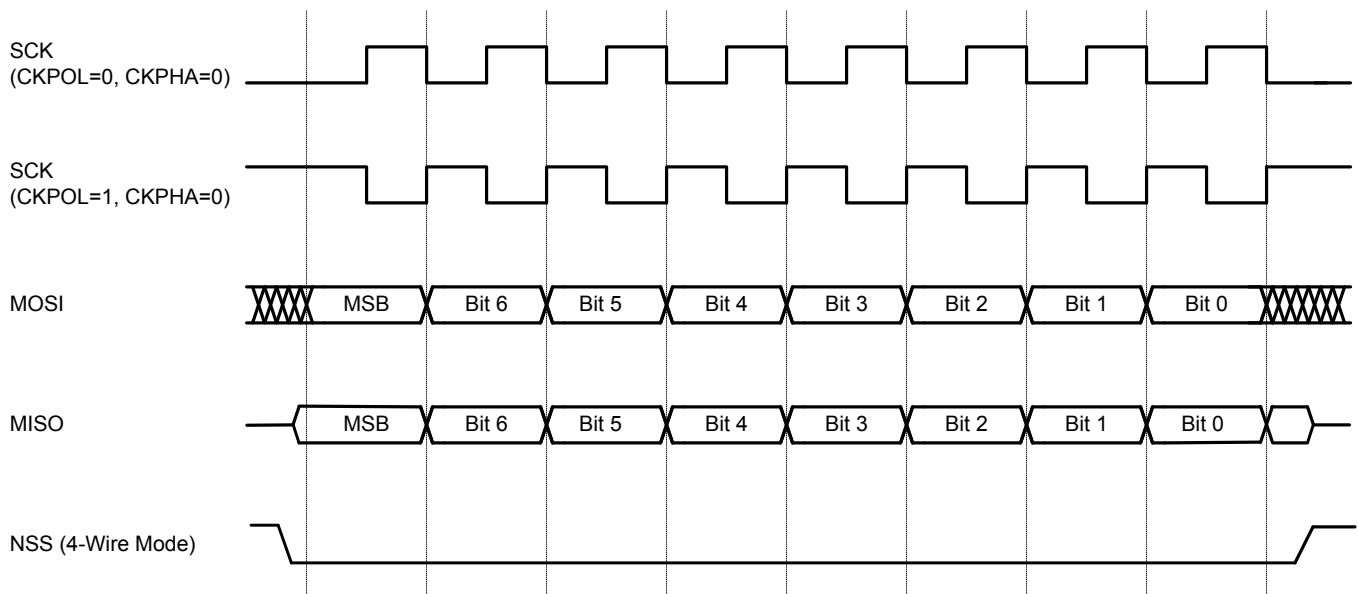 SCK
(CKPOL=0, CKPHA=0)
SCK
(CKPOL=1, CKPHA=0)
MOSI
MSB
Bit 6
Bit 5
Bit 4
Bit 3
Bit 2
Bit 1
Bit 0
MISO
MSB
Bit 6
Bit 5
Bit 4
Bit 3
Bit 2
Bit 1
Bit 0
NSS (4-Wire Mode)